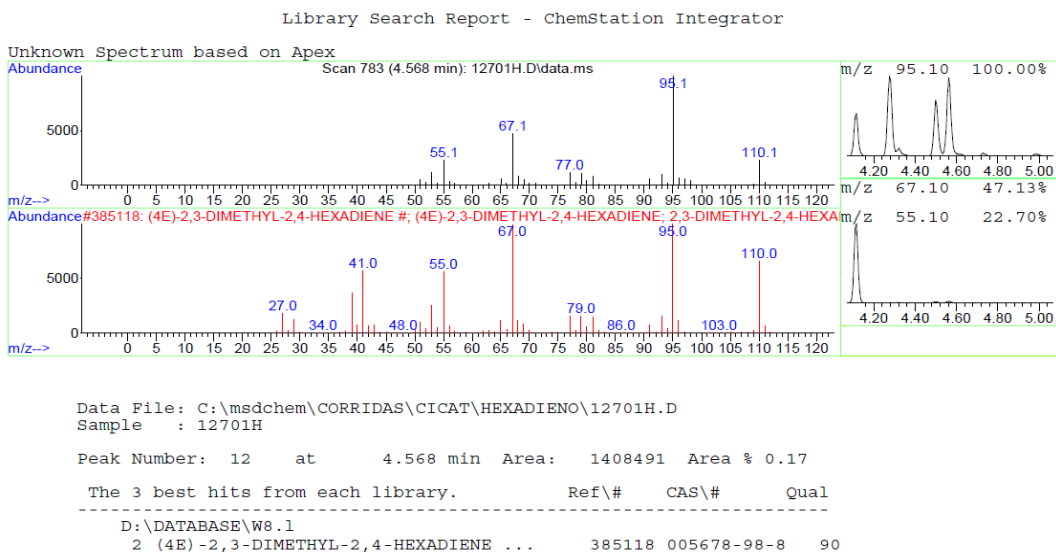 Library Search Report - ChemStation Integrator
Unknown Spectrum based on Apex
Abundance
Scan 783 (4.568 min): 12701H.D\data.ms
95.1
5000
67.1
55.1
77.0
110.1
0
m/z-->
0 5 10 15 20 25 30 35 40 45 50 55 60 65 70 75 80 85 90 95 100 105 110 115 120
Abundance
#385118: (4E)-2,3-DIMETHYL-2,4-HEXADIENE #; (4E)-2,3-DIMETHYL-2,4-HEXADIENE; 2,3-DIMETHYL-2,4-HEXA
67.0
95.0
110.0
41.0
55.0
5000
27.0
79.0
34.0
48.0
86.0
103.0
0
m/z-->
0 5 10 15 20 25 30 35 40 45 50 55 60 65 70 75 80 85 90 95 100 105 110 115 120
m/z 95.10 100.00%
4.20 4.40 4.60 4.80 5.00
m/z 67.10 47.13%
m/z 55.10 22.70%
4.20 4.40 4.60 4.80 5.00
Data File: C:\msdchem\CORRIDAS\CICAT\HEXADIENO\12701H.D
Sample : 12701H
Peak Number: 12 at 4.568 min Area: 1408491 Area % 0.17
The 3 best hits from each library. Ref\# CAS\# Qual
-----------------------------------------------------------------------------
D:\DATABASE\W8.l
2 (4E)-2,3-DIMETHYL-2,4-HEXADIENE ... 385118 005678-98-8 90